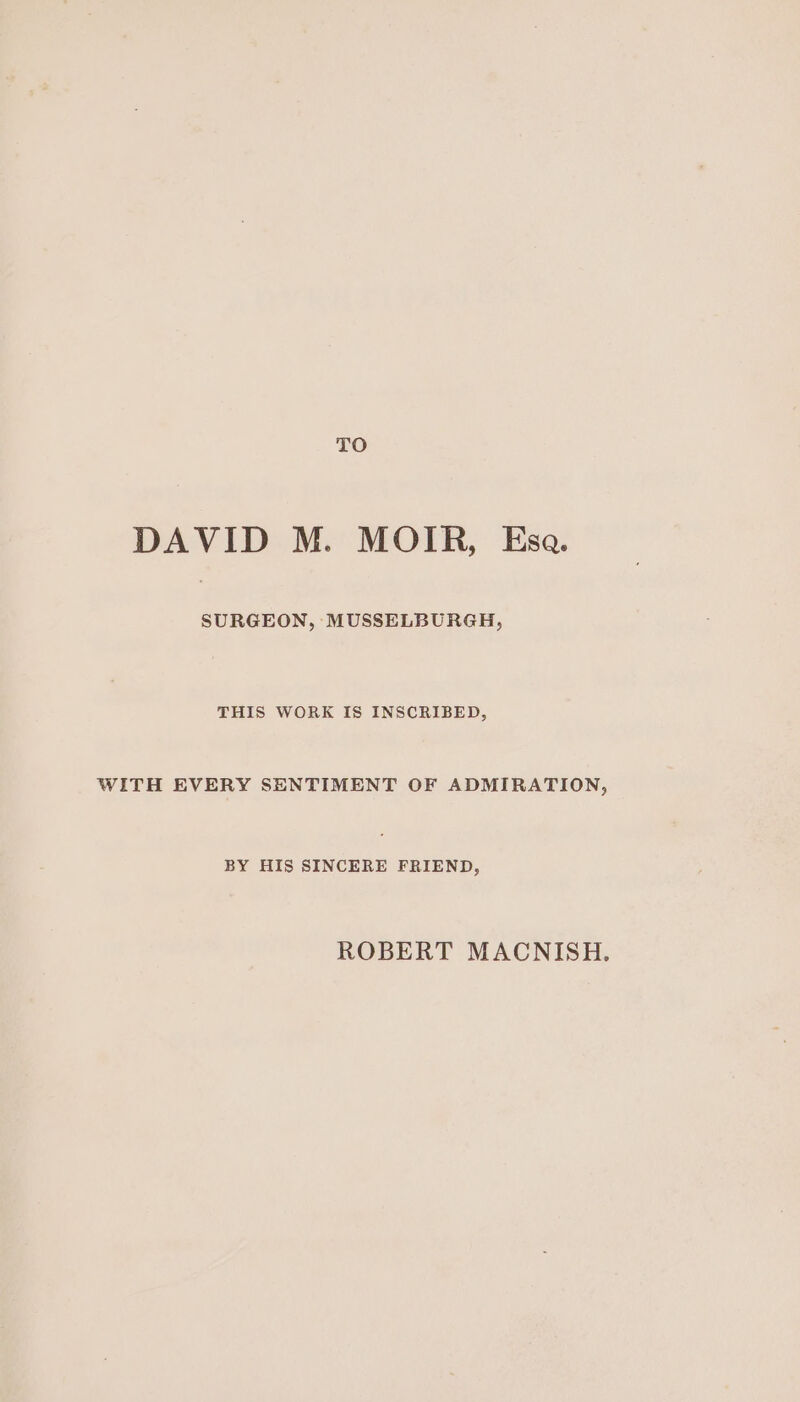 TO
DAVID M. MOIR, Esq.
SURGEON, MUSSELBURGH,
THIS WORK IS INSCRIBED,
WITH EVERY SENTIMENT OF ADMIRATION,
BY HIS SINCERE FRIEND,
ROBERT MACNISH.